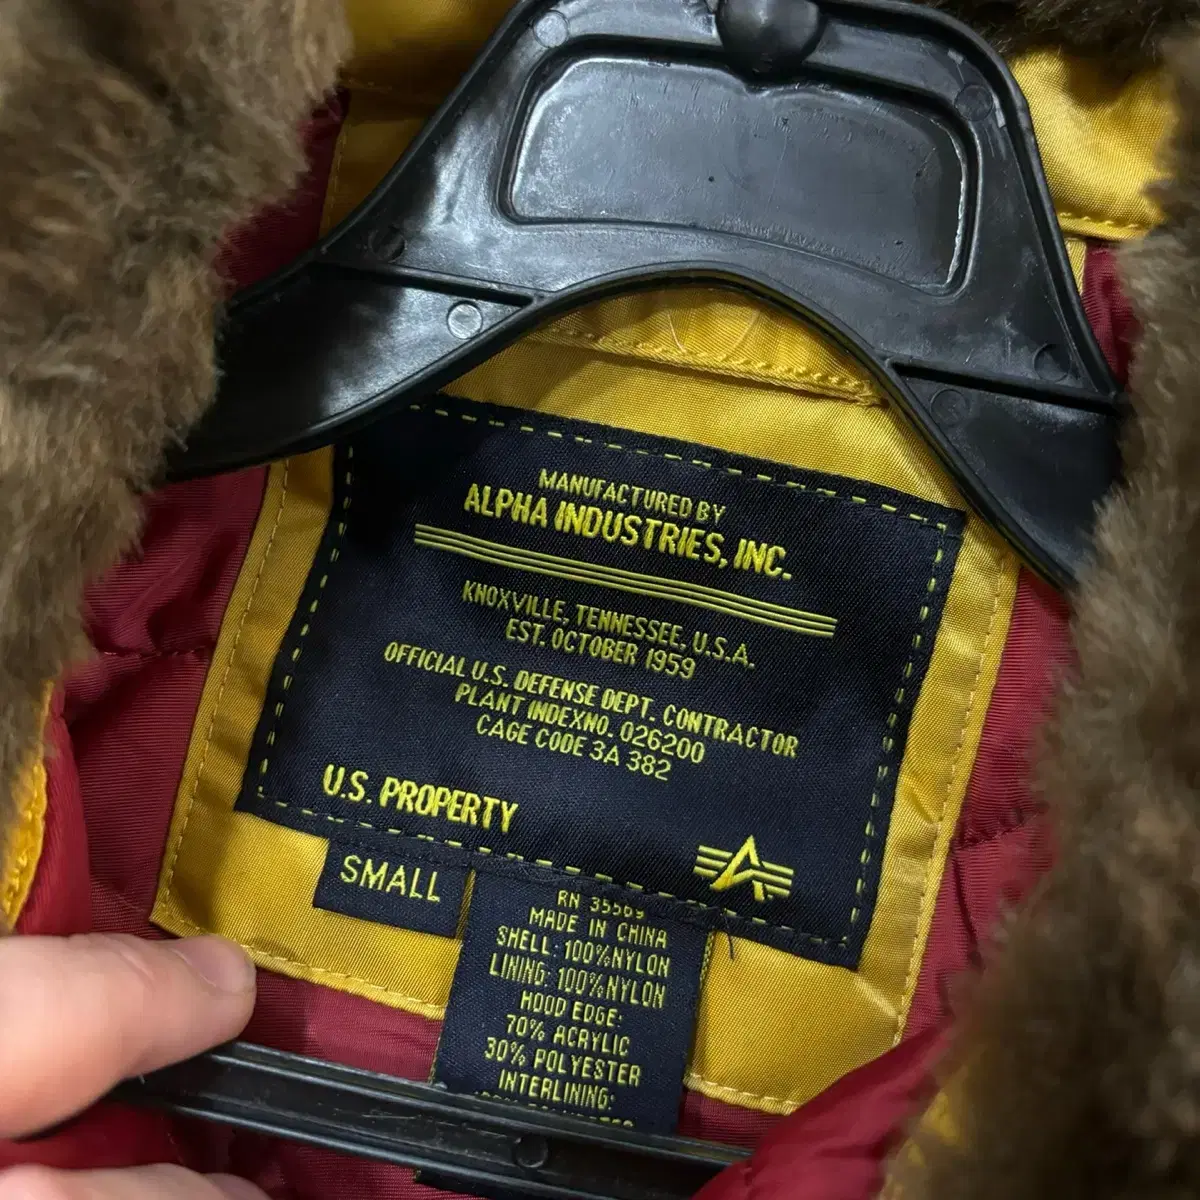 MANUFACTURED BY
ALPHA INDUSTRIES, INC.
KNOXVILLE, TENNESSEE, U.S.A.
EST. OCTOBER 1959
OFFICIAL U.S. DEFENSE DEPT. CONTRACTOR
PLANT INDEXNO. 026200
CAGE CODE 3A 382
U.S. PROPERTY
SMALL
RN 35569
MADE IN CHINA
SHELL: 100%NYLON
LINING: 100%NYLON
HOOD EDGE:
70% ACRYLIC
30% POLYESTER
INTERLINING: